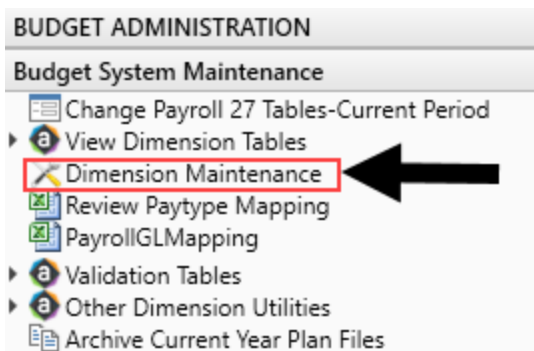 BUDGET ADMINISTRATION
Budget System Maintenance
Change Payroll 27 Tables-Current Period
View Dimension Tables
Dimension Maintenance
Review Paytype Mapping
PayrollGLMapping
Validation Tables
Other Dimension Utilities
Archive Current Year Plan Files